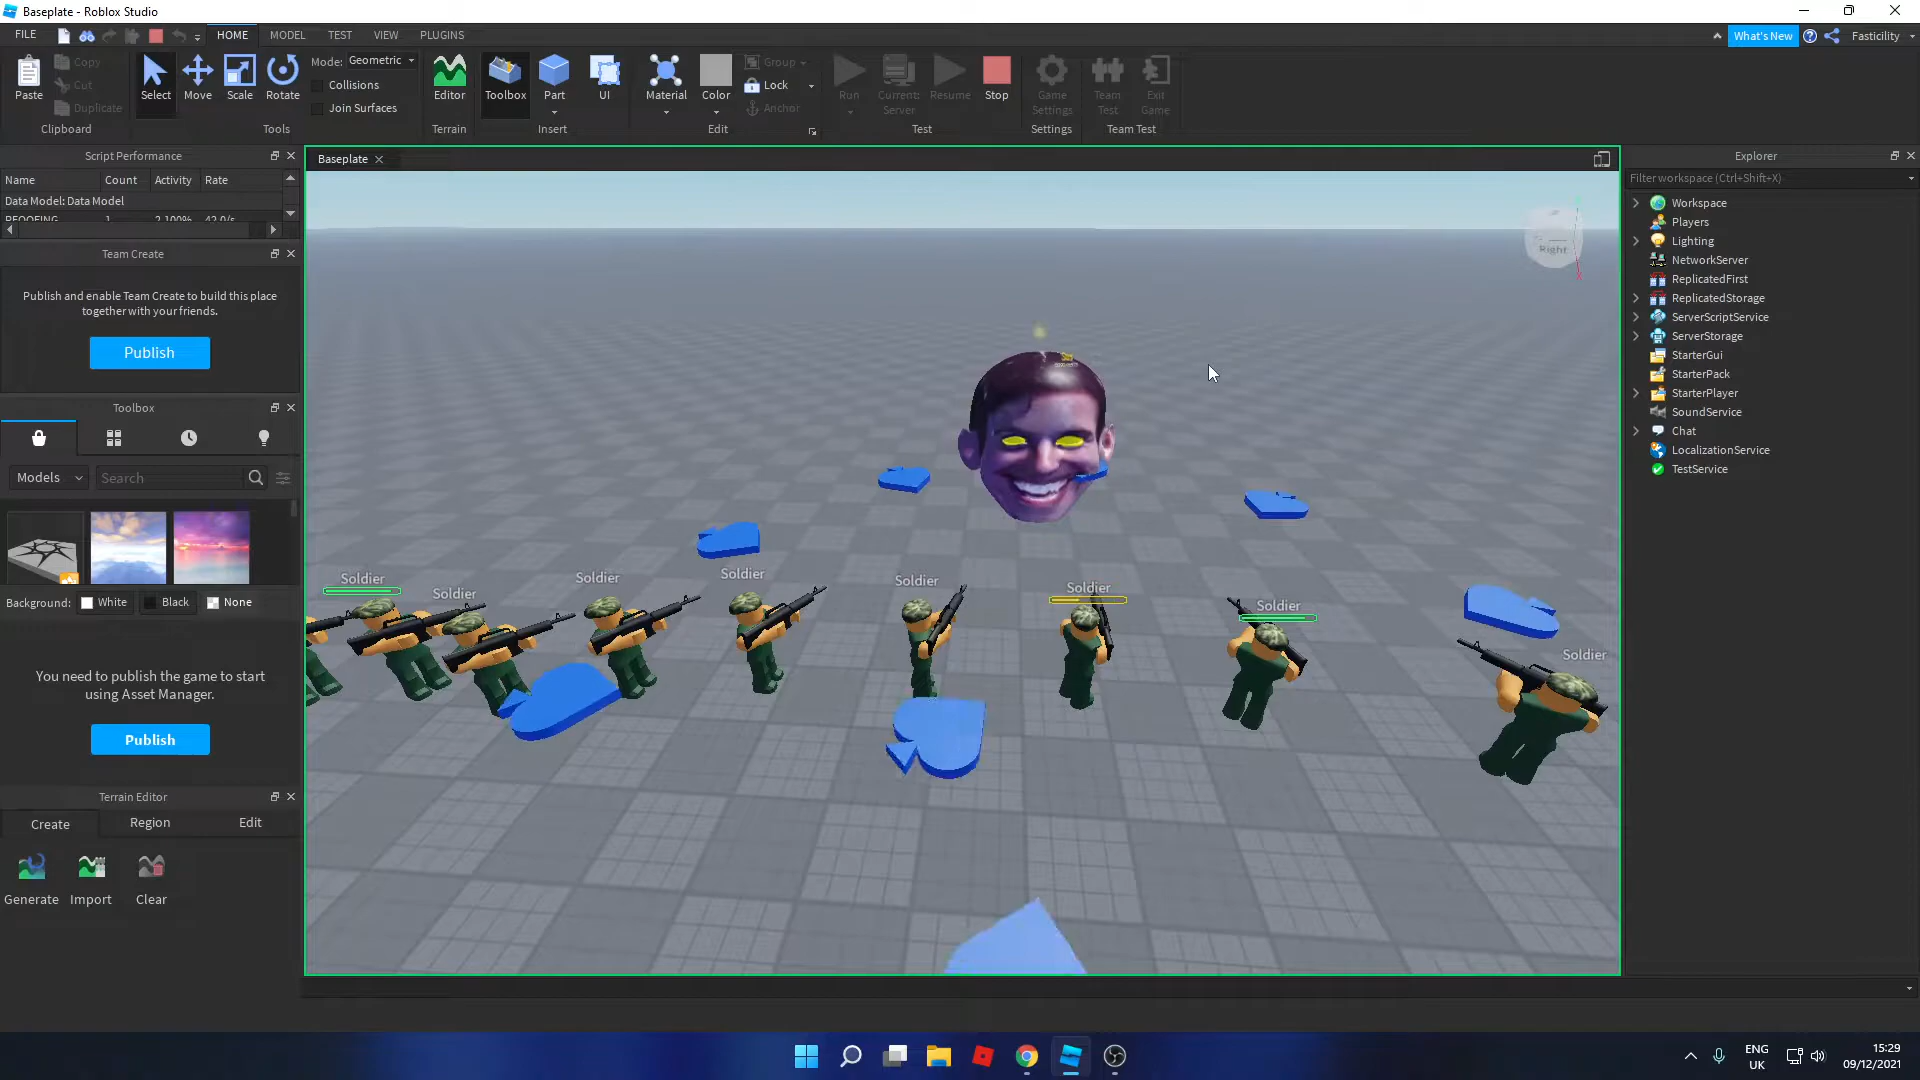 Baseplate - Roblox Studio
FILE
HOME
MODEL
TEST
VIEW
PLUGINS
What's New
Fasticility
Paste
Copy
Cut
Duplicate
Clipboard
Select
Move
Scale
Rotate
Mode: Geometric
Collisions
Join Surfaces
Tools
Editor
Terrain
Toolbox
Part
UI
Insert
Material
Color
Group
Lock
Anchor
Edit
Run
Current: Server
Resume
Stop
Test
Game Settings
Settings
Team Test
Exit Game
Team Test
Script Performance
Name Count Activity Rate
Data Model: Data Model
Team Create
Publish and enable Team Create to build this place
together with your friends.
Publish
Toolbox
Models
Search
Background: White Black None
You need to publish the game to start
using Asset Manager.
Publish
Terrain Editor
Create Region Edit
Generate Import Clear
Baseplate
Right
Soldier
Soldier
Soldier
Soldier
Soldier
Soldier
Soldier
Soldier
Explorer
Filter workspace (Ctrl+Shift+X)
Workspace
Players
Lighting
NetworkServer
ReplicatedFirst
ReplicatedStorage
ServerScriptService
ServerStorage
StarterGui
StarterPack
StarterPlayer
SoundService
Chat
LocalizationService
TestService
ENG
UK
15:29
09/12/2021